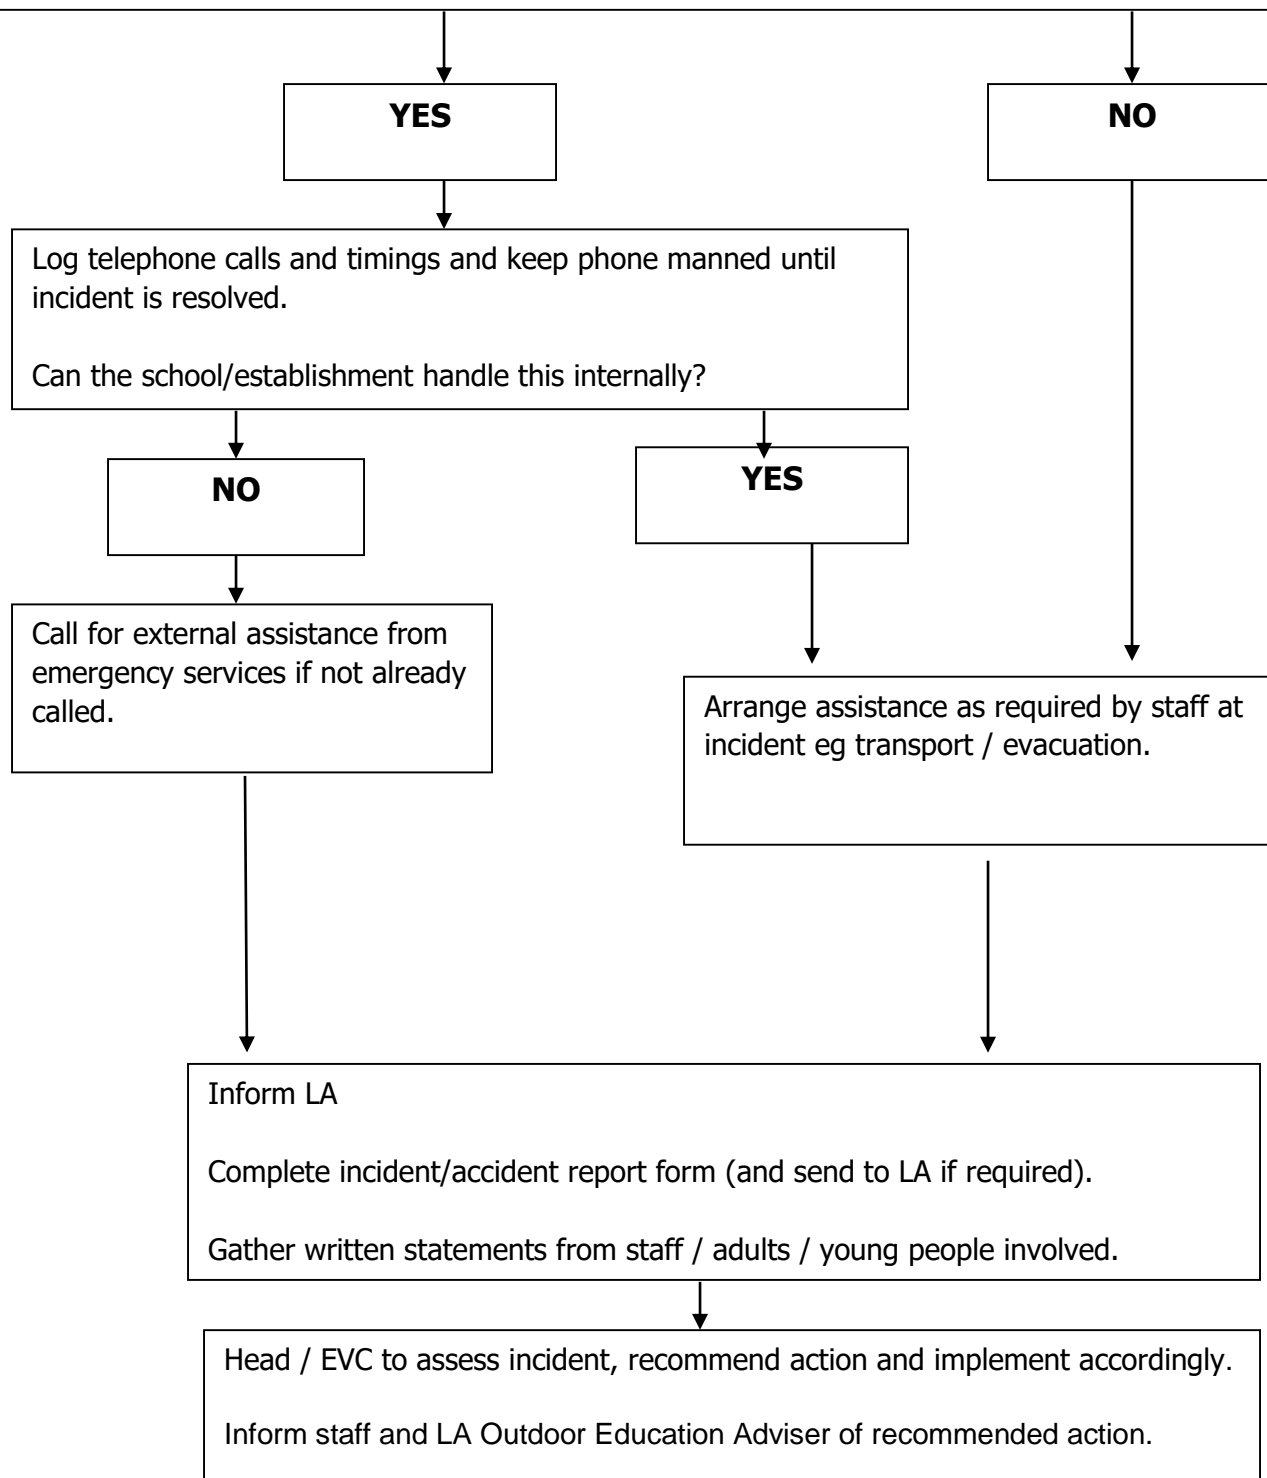 YES
NO
Log telephone calls and timings and keep phone manned until
incident is resolved.
Can the school/establishment handle this internally?
NO
YES
Call for external assistance from
emergency services if not already
called.
Arrange assistance as required by staff at
incident eg transport / evacuation.
Inform LA
Complete incident/accident report form (and send to LA if required).
Gather written statements from staff / adults / young people involved.
Head / EVC to assess incident, recommend action and implement accordingly.
Inform staff and LA Outdoor Education Adviser of recommended action.